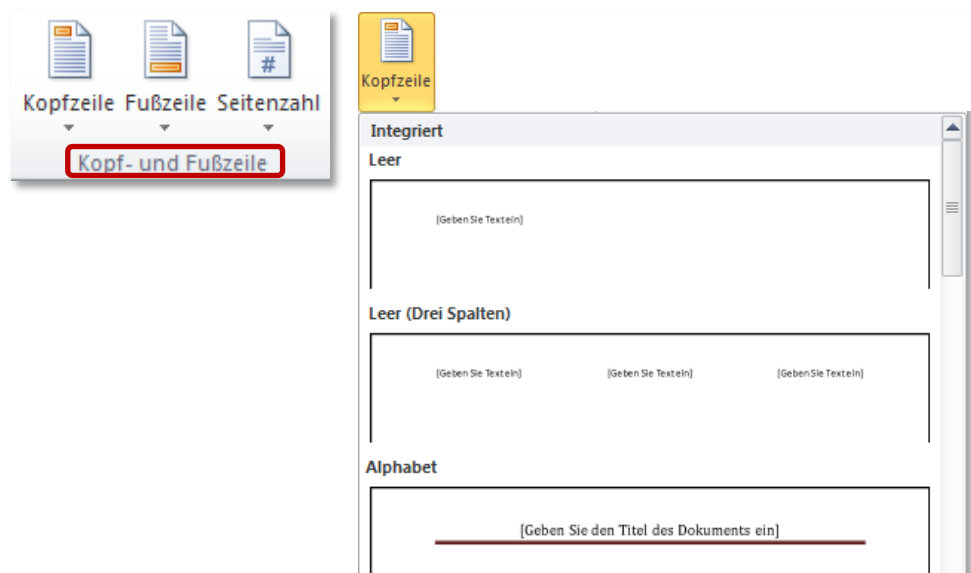 Kopfzeile Fußzeile Seitenzahl
#
Kopf- und Fußzeile
Kopfzeile
Integriert
Leer
[Geben Sie Text ein]
Leer (Drei Spalten)
[Geben Sie Text ein] [Geben Sie Text ein] [Geben Sie Text ein]
Alphabet
[Geben Sie den Titel des Dokuments ein]